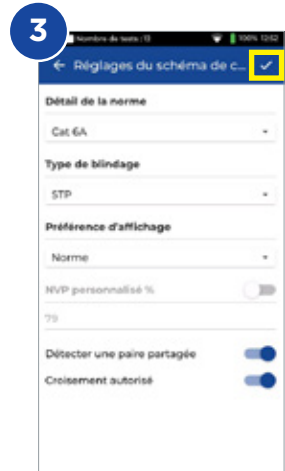 3
Nombre de tests : 13 100% 12:52
Réglages du schéma de c...
Détail de la norme
Cat 6A
Type de blindage
STP
Préférence d'affichage
Norme
NVP personnalisé %
79
Détecter une paire partagée
Croisement autorisé